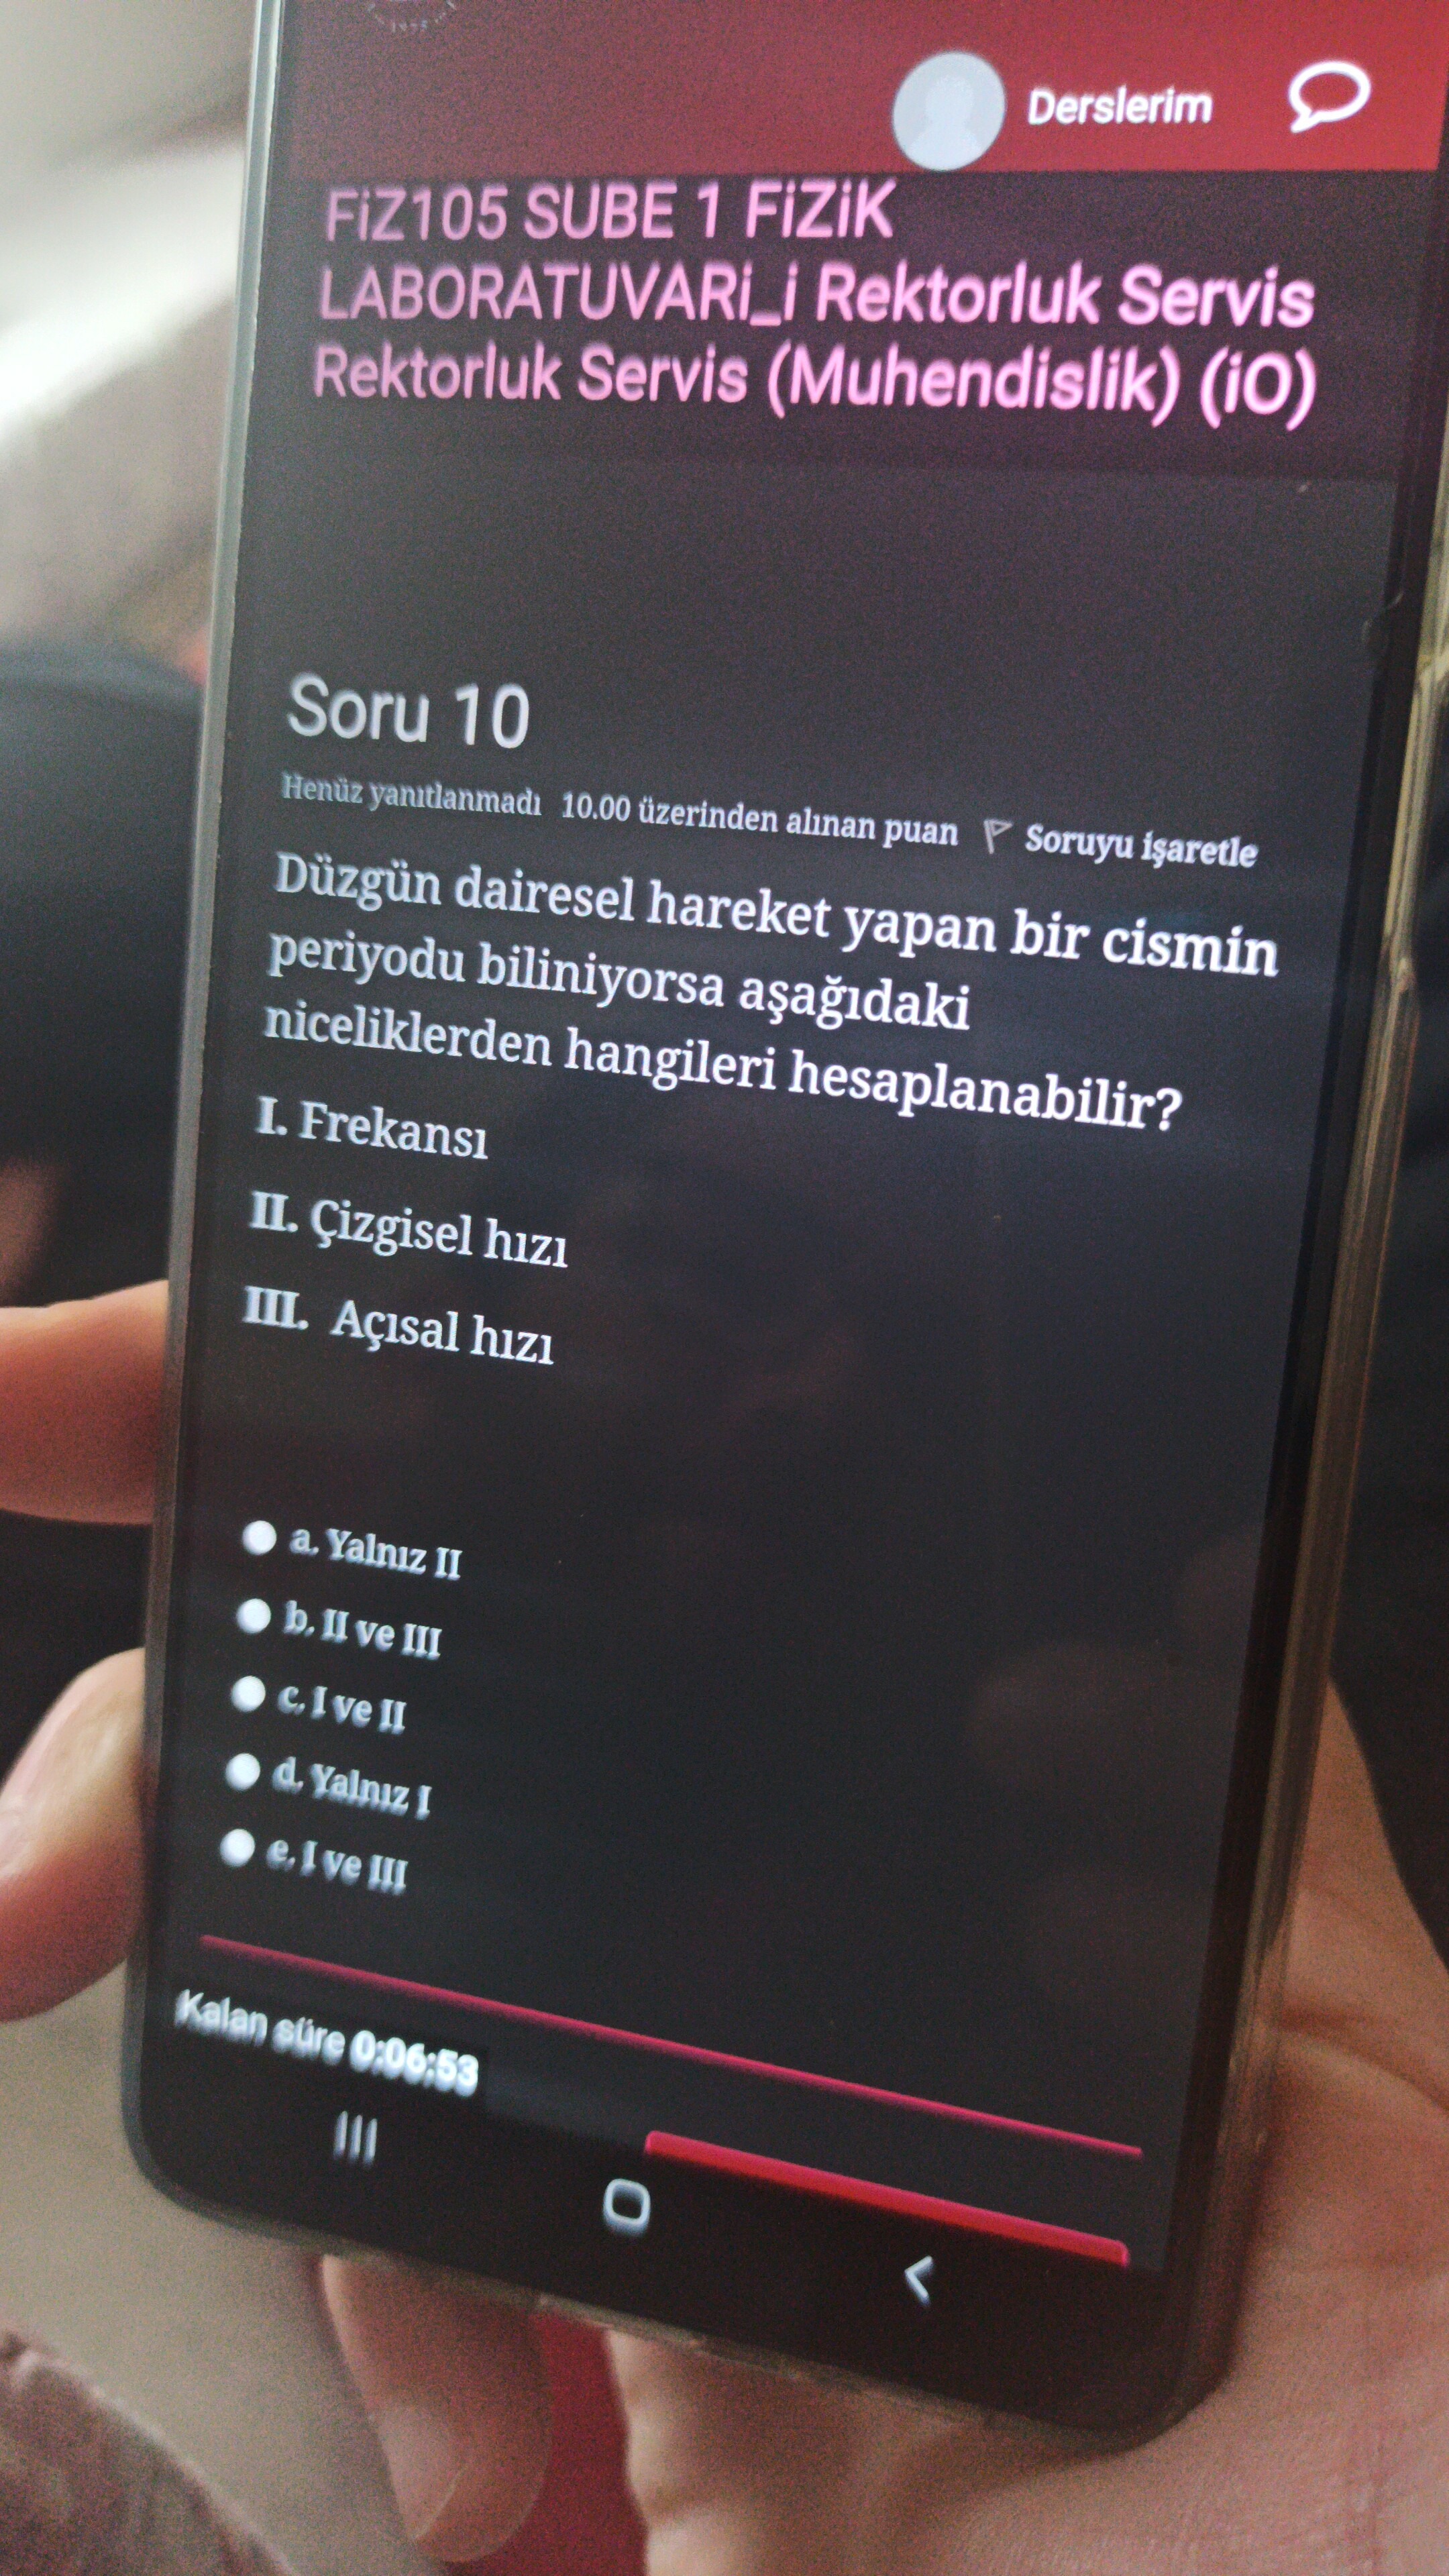 1975
Derslerim
FiZ105 SUBE 1 FiZiK
LABORATUVARi_i Rektorluk Servis
Rektorluk Servis (Muhendislik) (iO)
Soru 10
Henüz yanıtlanmadı 10.00 üzerinden alınan puan Soruyu işaretle
Düzgün dairesel hareket yapan bir cismin
periyodu biliniyorsa aşağıdaki
niceliklerden hangileri hesaplanabilir?
I. Frekansı
II. Çizgisel hızı
III. Açısal hızı
a. Yalnız II
b. II ve III
c. I ve II
d. Yalnız I
e. I ve III
Kalan süre 0:06:53